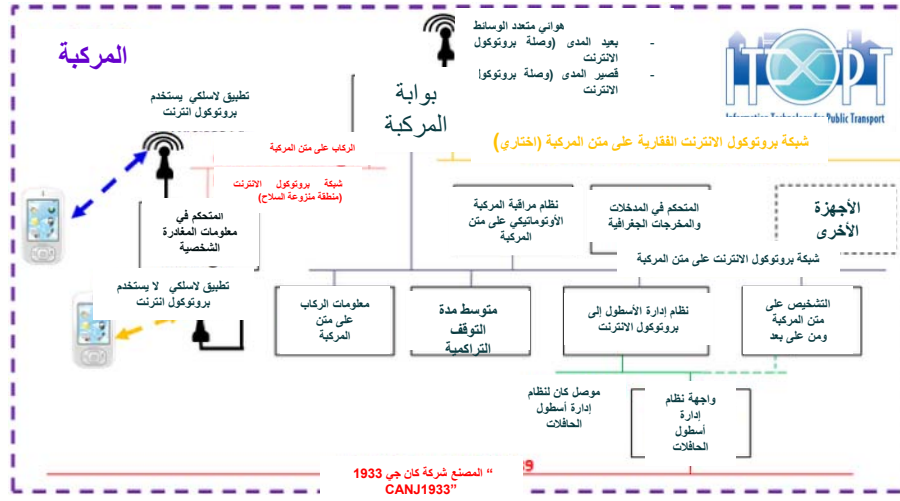 المركبة
هوائي متعدد الوسائط
- بعيد المدى (وصلة بروتوكول
الانترنت
- قصير المدى (وصلة بروتوكول
الانترنت
ITxPT
Information Technology for Public Transport
بوابة
المركبة
تطبيق لاسلكي يستخدم
بروتوكول انترنت
الركاب على متن المركبة
شبكة بروتوكول الانترنت الفقارية على متن المركبة (اختاري)
شبكة بروتوكول الانترنت
(منطقة منزوعة السلاح)
المتحكم في
معلومات المغادرة
الشخصية
نظام مراقبة المركبة
الأوتوماتيكي على متن
المركبة
المتحكم في المدخلات
والمخرجات الجغرافية
الأجهزة
الأخرى
شبكة بروتوكول الانترنت على متن المركبة
تطبيق لاسلكي لا يستخدم
بروتوكول انترنت
معلومات الركاب
على متن
المركبة
متوسط مدة
التوقف
التراكمية
نظام إدارة الأسطول إلى
بروتوكول الانترنت
التشخيص على
متن المركبة
ومن على بعد
موصل كان لنظام
إدارة أسطول
الحافلات
واجهة نظام
إدارة
أسطول
الحافلات
“ المصنع شركة كان جي 1933
CANJ1933”